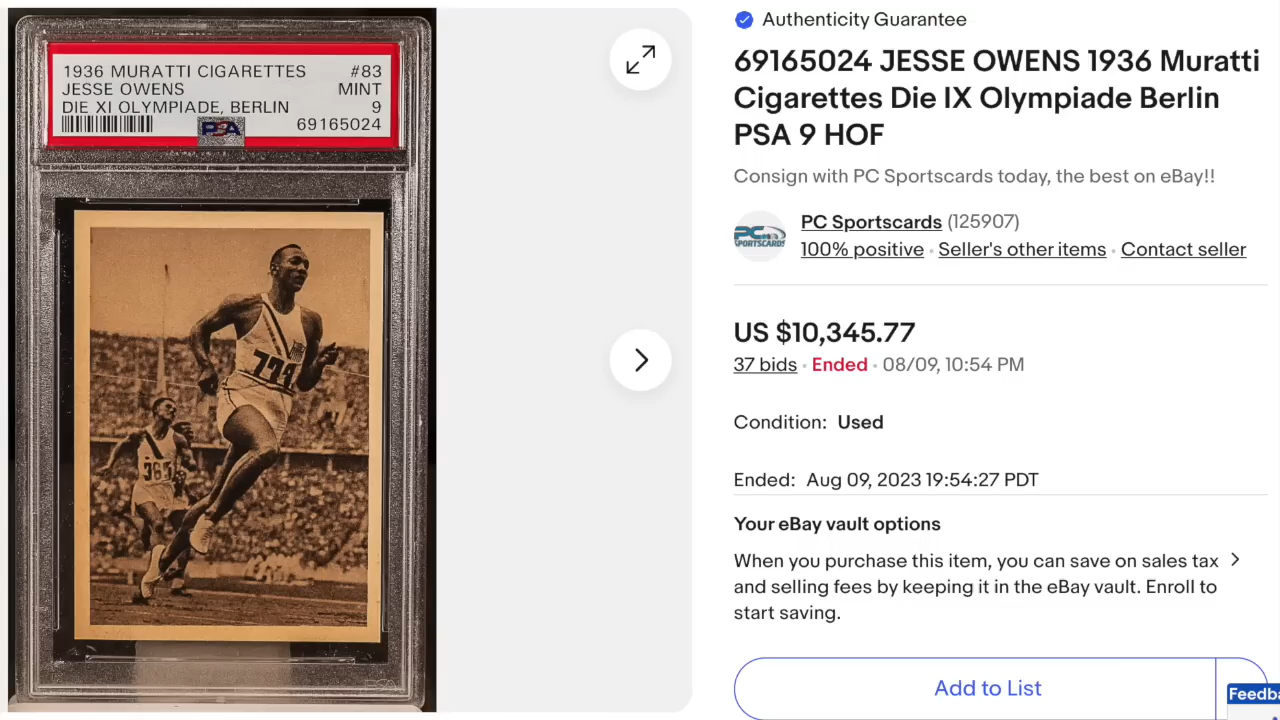 1936 MURATTI CIGARETTES #83
JESSE OWENS MINT
DIE XI OLYMPIADE, BERLIN 9
PSA 69165024
Authenticity Guarantee
69165024 JESSE OWENS 1936 Muratti
Cigarettes Die IX Olympiade Berlin
PSA 9 HOF
Consign with PC Sportscards today, the best on eBay!!
PC SPORTSCARDS
PC Sportscards (125907)
100% positive · Seller's other items · Contact seller
US $10,345.77
37 bids · Ended · 08/09, 10:54 PM
Condition: Used
Ended: Aug 09, 2023 19:54:27 PDT
Your eBay vault options
When you purchase this item, you can save on sales tax
and selling fees by keeping it in the eBay vault. Enroll to
start saving.
Add to List
Feedba